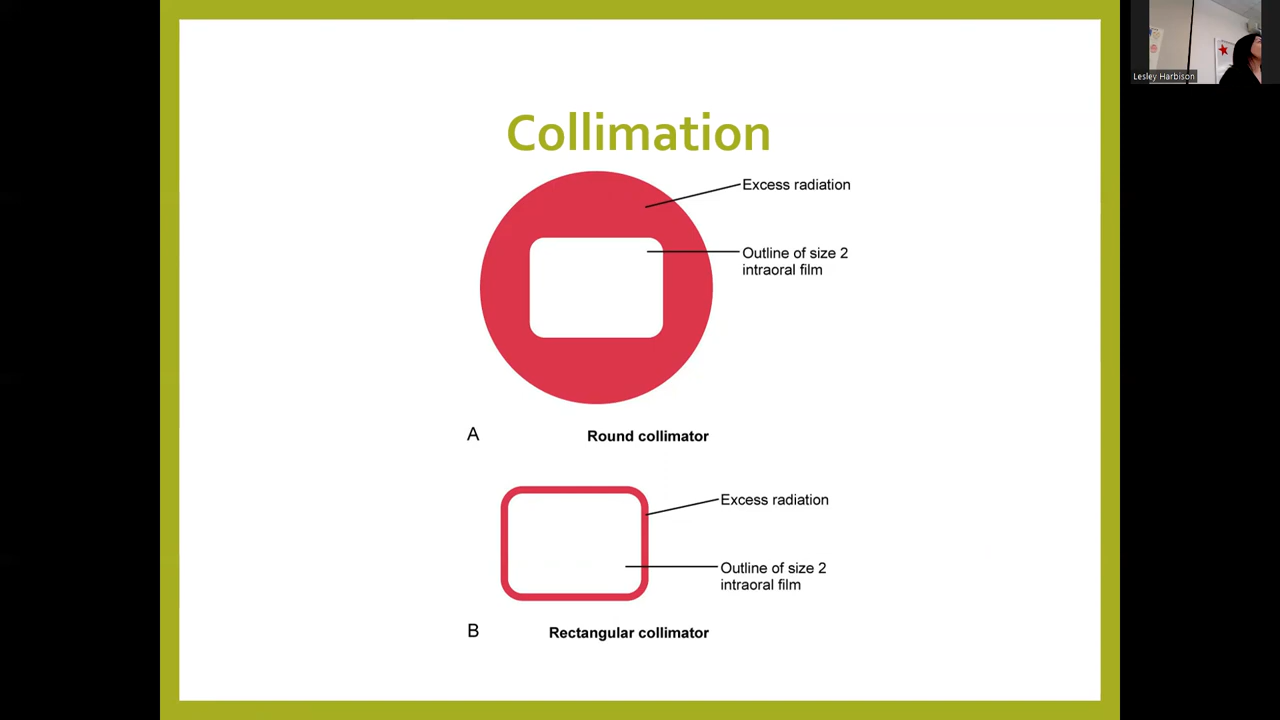 Collimation
Excess radiation
Outline of size 2
intraoral film
A
Round collimator
Excess radiation
Outline of size 2
intraoral film
B
Rectangular collimator
Lesley Harbison